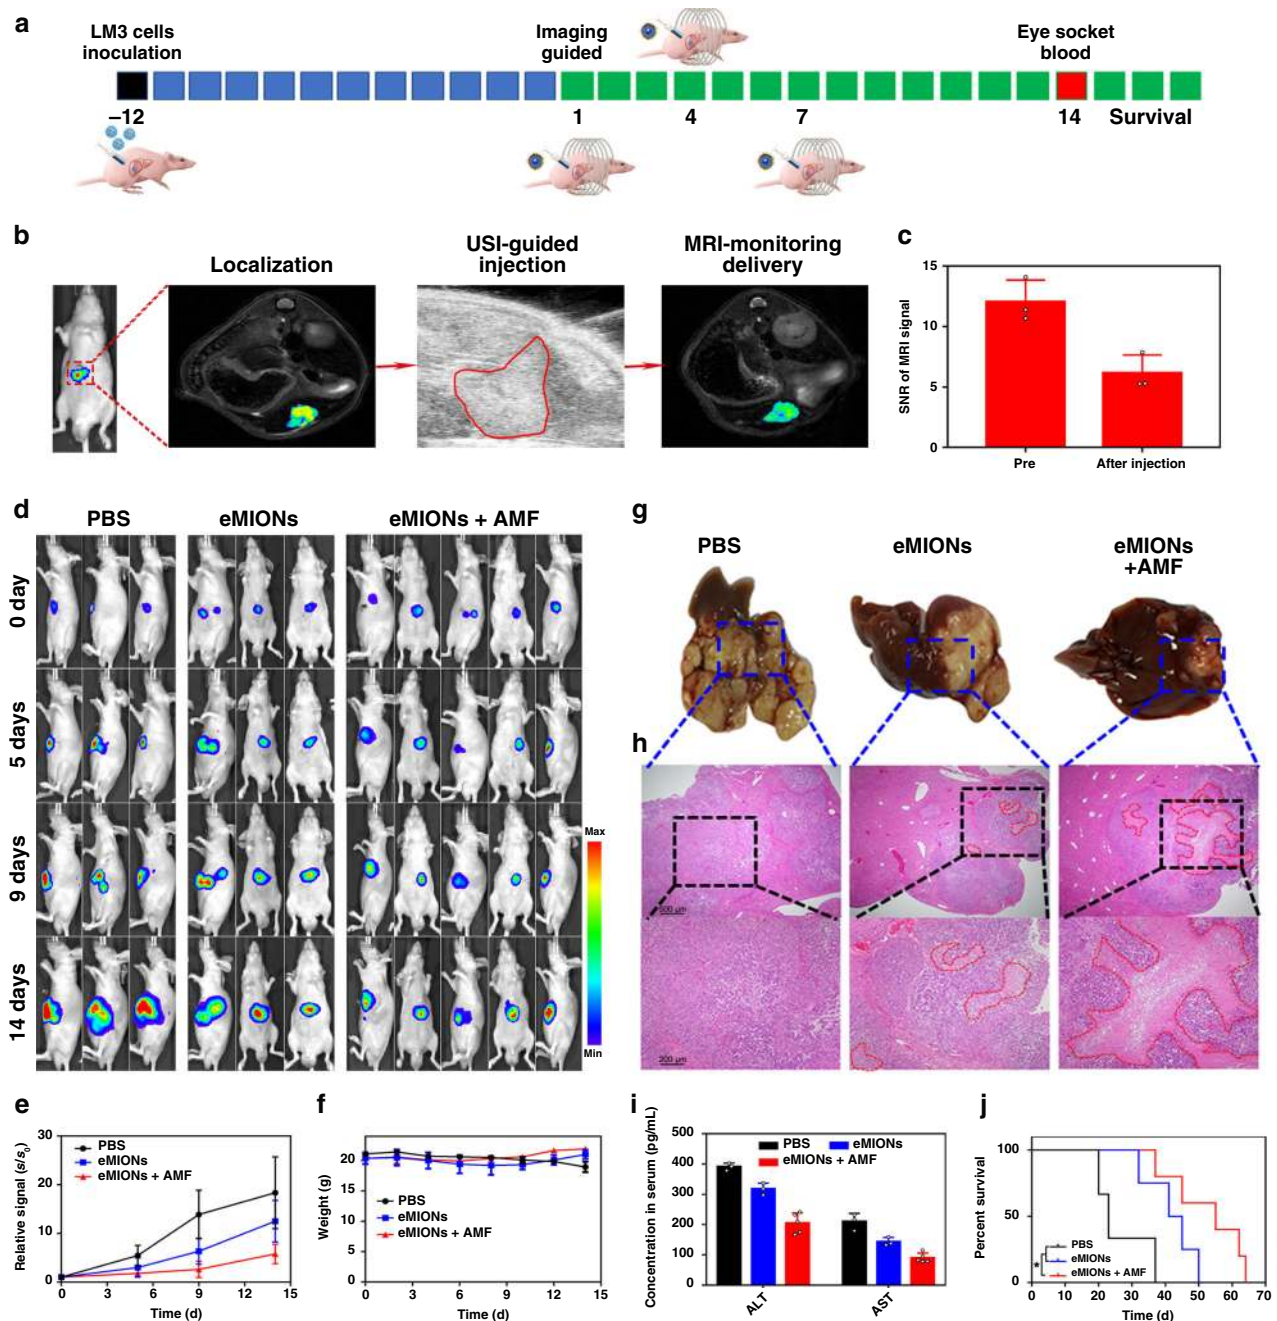 a
LM3 cells
inoculation
Imaging
guided
Eye socket
blood
–12
1
4
7
14
Survival
b
Localization
USI-guided
injection
MRI-monitoring
delivery
c
SNR of MRI signal
15
10
5
0
Pre
After injection
d
PBS
eMIONs
eMIONs + AMF
0 day
5 days
9 days
14 days
Max
Min
g
PBS
eMIONs
eMIONs
+AMF
h
500 μm
200 μm
e
Relative signal (s/s0)
30
20
10
0
PBS
eMIONs
eMIONs + AMF
0
3
6
9
12
15
Time (d)
f
Weight (g)
20
15
10
5
0
PBS
eMIONs
eMIONs + AMF
0
3
6
9
12
15
Time (d)
i
Concentration in serum (pg/mL)
500
400
300
200
100
0
PBS
eMIONs
eMIONs + AMF
ALT
AST
j
Percent survival
100
50
0
*
PBS
eMIONs
eMIONs + AMF
0
10
20
30
40
50
60
70
Time (d)